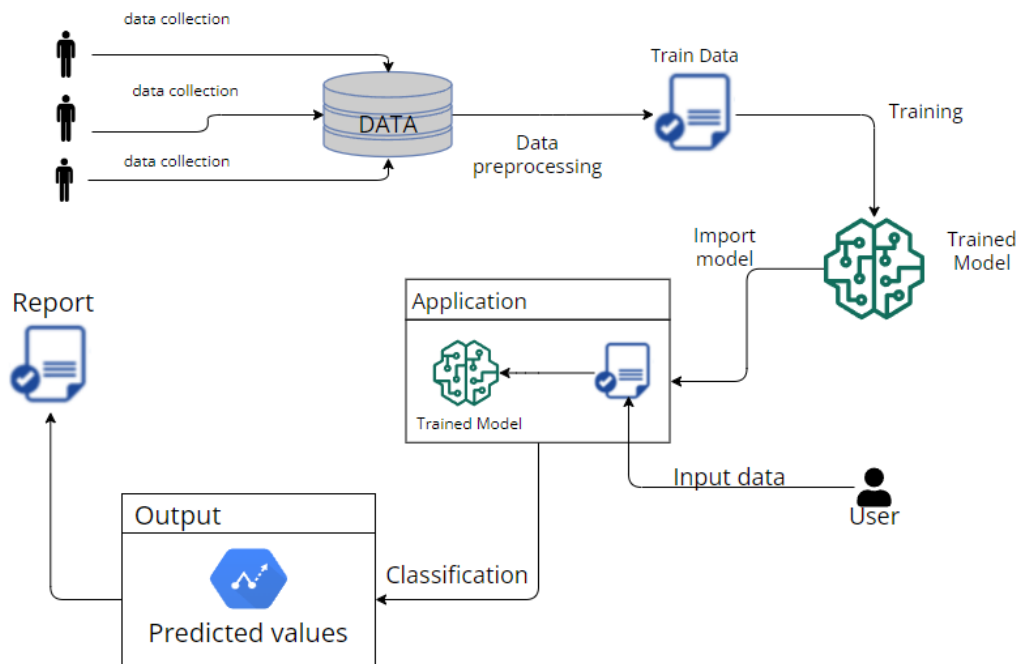 data collection
data collection
data collection
DATA
Data
preprocessing
Train Data
Training
Trained
Model
Import
model
Application
Trained Model
Input data
User
Classification
Output
Predicted values
Report